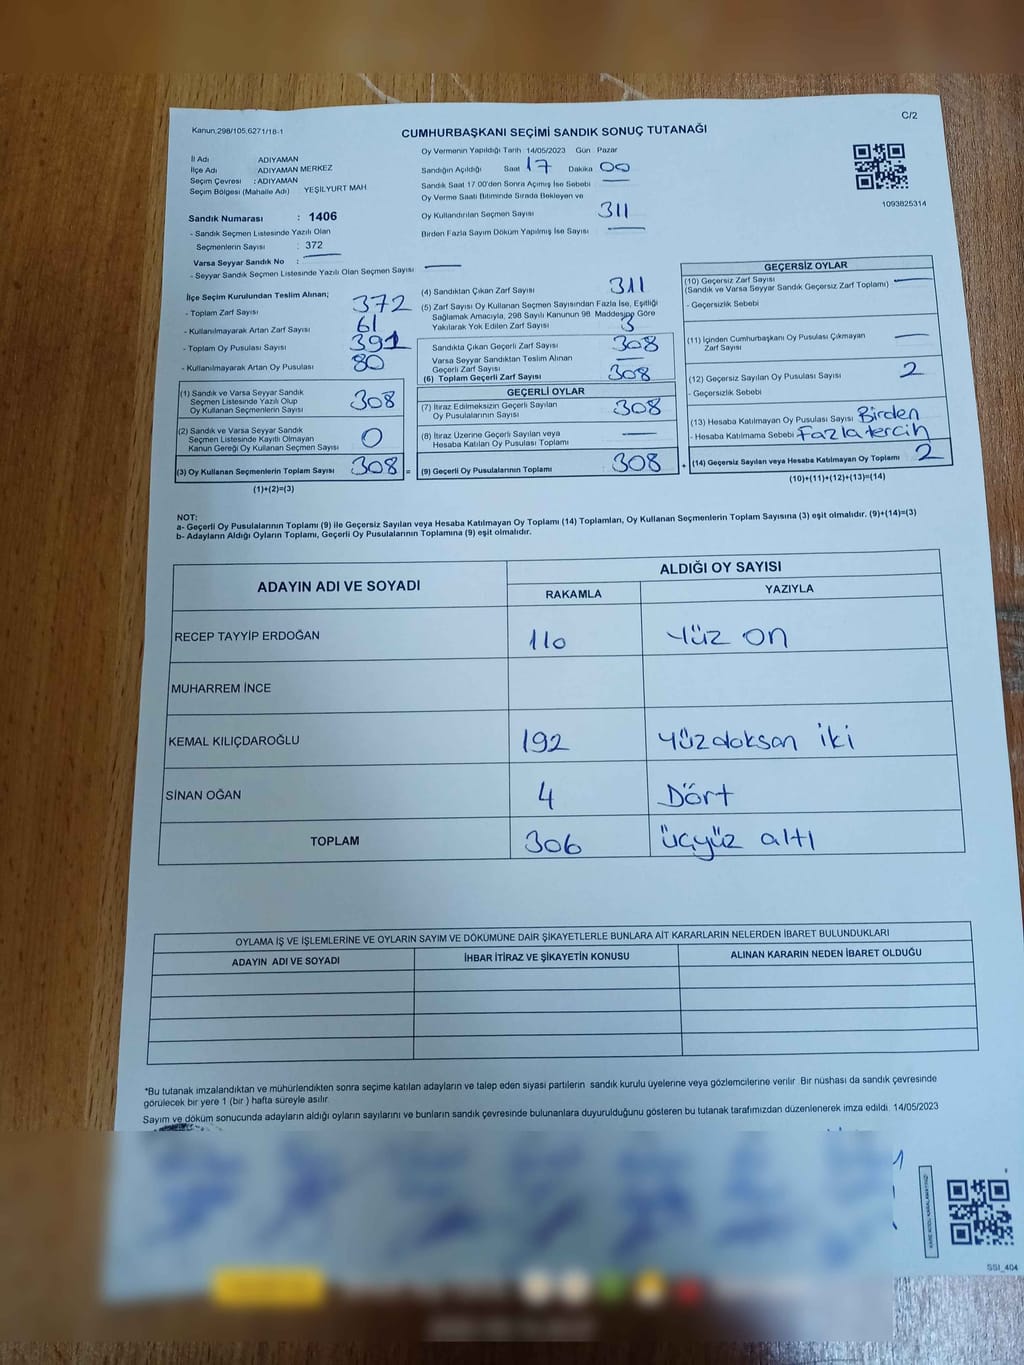 C/2
Kanun,298/105,6271/18-1
CUMHURBAŞKANI SEÇİMİ SANDIK SONUÇ TUTANAĞI
İl Adı ADIYAMAN
İlçe Adı ADIYAMAN MERKEZ
Seçim Çevresi : ADIYAMAN
Seçim Bölgesi (Mahalle Adı) YEŞİLYURT MAH
Sandık Numarası : 1406
- Sandık Seçmen Listesinde Yazılı Olan
Seçmenlerin Sayısı : 372
Varsa Seyyar Sandık No :
- Seyyar Sandık Seçmen Listesinde Yazılı Olan Seçmen Sayısı
Oy Vermenin Yapıldığı Tarih 14/05/2023 Gün Pazar
Sandığın Açıldığı Saat 17 Dakika 00
Sandık Saat 17.00'den Sonra Açımış İse Sebebi
Oy Verme Saati Bitiminde Sırada Bekleyen ve
Oy Kullandırılan Seçmen Sayısı 311
Birden Fazla Sayım Döküm Yapılmış İse Sayısı
1093825314
İlçe Seçim Kurulundan Teslim Alınan;
- Toplam Zarf Sayısı 372
- Kullanılmayarak Artan Zarf Sayısı 61
- Toplam Oy Pusulası Sayısı 391
- Kullanılmayarak Artan Oy Pusulası 80
(1) Sandık ve Varsa Seyyar Sandık
Seçmen Listesinde Yazılı Olup
Oy Kullanan Seçmenlerin Sayısı 308
(2) Sandık ve Varsa Seyyar Sandık
Seçmen Listesinde Kayıtlı Olmayan
Kanun Gereği Oy Kullanan Seçmen Sayısı 0
(3) Oy Kullanan Seçmenlerin Toplam Sayısı 308 =
(1)+(2)=(3)
(4) Sandıktan Çıkan Zarf Sayısı 311
(5) Zarf Sayısı Oy Kullanan Seçmen Sayısından Fazla İse, Eşitliği
Sağlamak Amacıyla, 298 Sayılı Kanunun 98 Maddesine Göre
Yakılarak Yok Edilen Zarf Sayısı 3
Sandıkta Çıkan Geçerli Zarf Sayısı 308
Varsa Seyyar Sandıktan Teslim Alınan
Geçerli Zarf Sayısı
(6) Toplam Geçerli Zarf Sayısı 308
GEÇERLİ OYLAR
(7) İtiraz Edilmeksizin Geçerli Sayılan
Oy Pusulalarının Sayısı 308
(8) İtiraz Üzerine Geçerli Sayılan veya
Hesaba Katılan Oy Pusulası Toplamı
(9) Geçerli Oy Pusulalarının Toplamı 308 +
GEÇERSİZ OYLAR
(10) Geçersiz Zarf Sayısı
(Sandık ve Varsa Seyyar Sandık Geçersiz Zarf Toplamı)
- Geçersizlik Sebebi
(11) İçinden Cumhurbaşkanı Oy Pusulası Çıkmayan
Zarf Sayısı
(12) Geçersiz Sayılan Oy Pusulası Sayısı 2
- Geçersizlik Sebebi
(13) Hesaba Katılmayan Oy Pusulası Sayısı Birden
- Hesaba Katılmama Sebebi Fazla tercih
(14) Geçersiz Sayılan veya Hesaba Katılmayan Oy Toplamı 2
(10)+(11)+(12)+(13)=(14)
NOT:
a- Geçerli Oy Pusulalarının Toplamı (9) ile Geçersiz Sayılan veya Hesaba Katılmayan Oy Toplamı (14) Toplamları, Oy Kullanan Seçmenlerin Toplam Sayısına (3) eşit olmalıdır. (9)+(14)=(3)
b- Adayların Aldığı Oyların Toplamı, Geçerli Oy Pusulalarının Toplamına (9) eşit olmalıdır.
ADAYIN ADI VE SOYADI ALDIĞI OY SAYISI
RAKAMLA YAZIYLA
RECEP TAYYİP ERDOĞAN 110 Yüz on
MUHARREM İNCE
KEMAL KILIÇDAROĞLU 192 Yüzdoksan iki
SİNAN OĞAN 4 Dört
TOPLAM 306 üçyüz altı
OYLAMA İŞ VE İŞLEMLERİNE VE OYLARIN SAYIM VE DÖKÜMÜNE DAİR ŞİKAYETLERLE BUNLARA AİT KARARLARIN NELERDEN İBARET BULUNDUKLARI
ADAYIN ADI VE SOYADI İHBAR İTİRAZ VE ŞİKAYETİN KONUSU ALINAN KARARIN NEDEN İBARET OLDUĞU
*Bu tutanak imzalandıktan ve mühürlendikten sonra seçime katılan adayların ve talep eden siyasi partilerin sandık kurulu üyelerine veya gözlemcilerine verilir. Bir nüshası da sandık çevresinde
görülecek bir yere 1 (bir) hafta süreyle asılır.
Sayım ve döküm sonucunda adayların aldığı oyların sayılarını ve bunların sandık çevresinde bulunanlara duyurulduğunu gösteren bu tutanak tarafımızdan düzenlenerek imza edildi. 14/05/2023
SSI_404